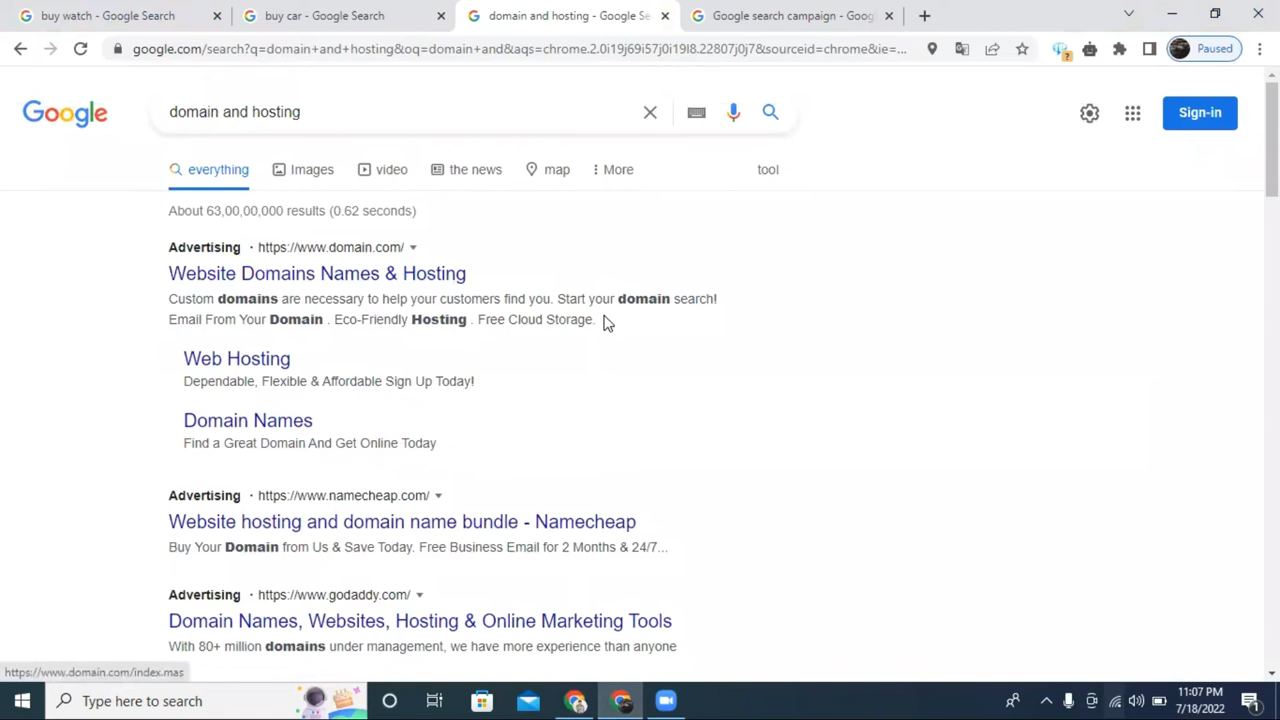 buy watch - Google Search
buy car - Google Search
domain and hosting - Google Se
Google search campaign - Goog
google.com/search?q=domain+and+hosting&oq=domain+and&aqs=chrome.2.0i19j69i57j0i19l8.22807j0j7&sourceid=chrome&ie=...
Paused
Google
domain and hosting
Sign-in
everything
Images
video
the news
map
More
tool
About 63,00,00,000 results (0.62 seconds)
Advertising · https://www.domain.com/
Website Domains Names & Hosting
Custom domains are necessary to help your customers find you. Start your domain search!
Email From Your Domain . Eco-Friendly Hosting . Free Cloud Storage.
Web Hosting
Dependable, Flexible & Affordable Sign Up Today!
Domain Names
Find a Great Domain And Get Online Today
Advertising · https://www.namecheap.com/
Website hosting and domain name bundle - Namecheap
Buy Your Domain from Us & Save Today. Free Business Email for 2 Months & 24/7...
Advertising · https://www.godaddy.com/
Domain Names, Websites, Hosting & Online Marketing Tools
With 80+ million domains under management, we have more experience than anyone
https://www.domain.com/index.mas
Type here to search
11:07 PM
7/18/2022
1